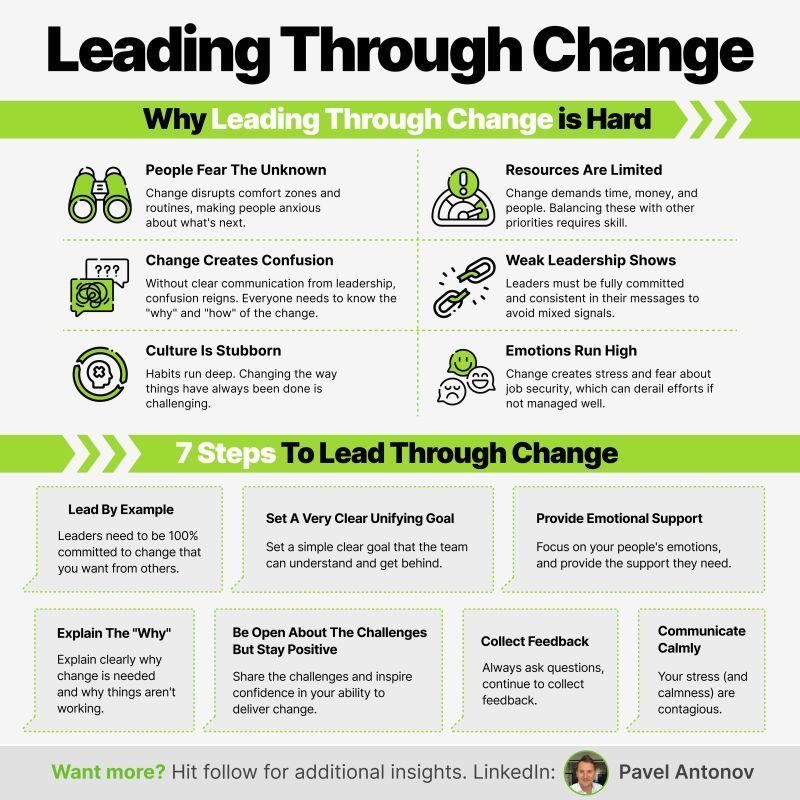 Leading Through Change
Why Leading Through Change is Hard
People Fear The Unknown
Change disrupts comfort zones and
routines, making people anxious
about what's next.
Resources Are Limited
Change demands time, money, and
people. Balancing these with other
priorities requires skill.
Change Creates Confusion
Without clear communication from leadership,
confusion reigns. Everyone needs to know the
"why" and "how" of the change.
???
Weak Leadership Shows
Leaders must be fully committed
and consistent in their messages to
avoid mixed signals.
Culture Is Stubborn
Habits run deep. Changing the way
things have always been done is
challenging.
Emotions Run High
Change creates stress and fear about
job security, which can derail efforts if
not managed well.
7 Steps To Lead Through Change
Lead By Example
Leaders need to be 100%
committed to change that
you want from others.
Set A Very Clear Unifying Goal
Set a simple clear goal that the team
can understand and get behind.
Provide Emotional Support
Focus on your people's emotions,
and provide the support they need.
Explain The "Why"
Explain clearly why
change is needed
and why things aren't
working.
Be Open About The Challenges
But Stay Positive
Share the challenges and inspire
confidence in your ability to
deliver change.
Collect Feedback
Always ask questions,
continue to collect
feedback.
Communicate
Calmly
Your stress (and
calmness) are
contagious.
Want more? Hit follow for additional insights. LinkedIn: Pavel Antonov